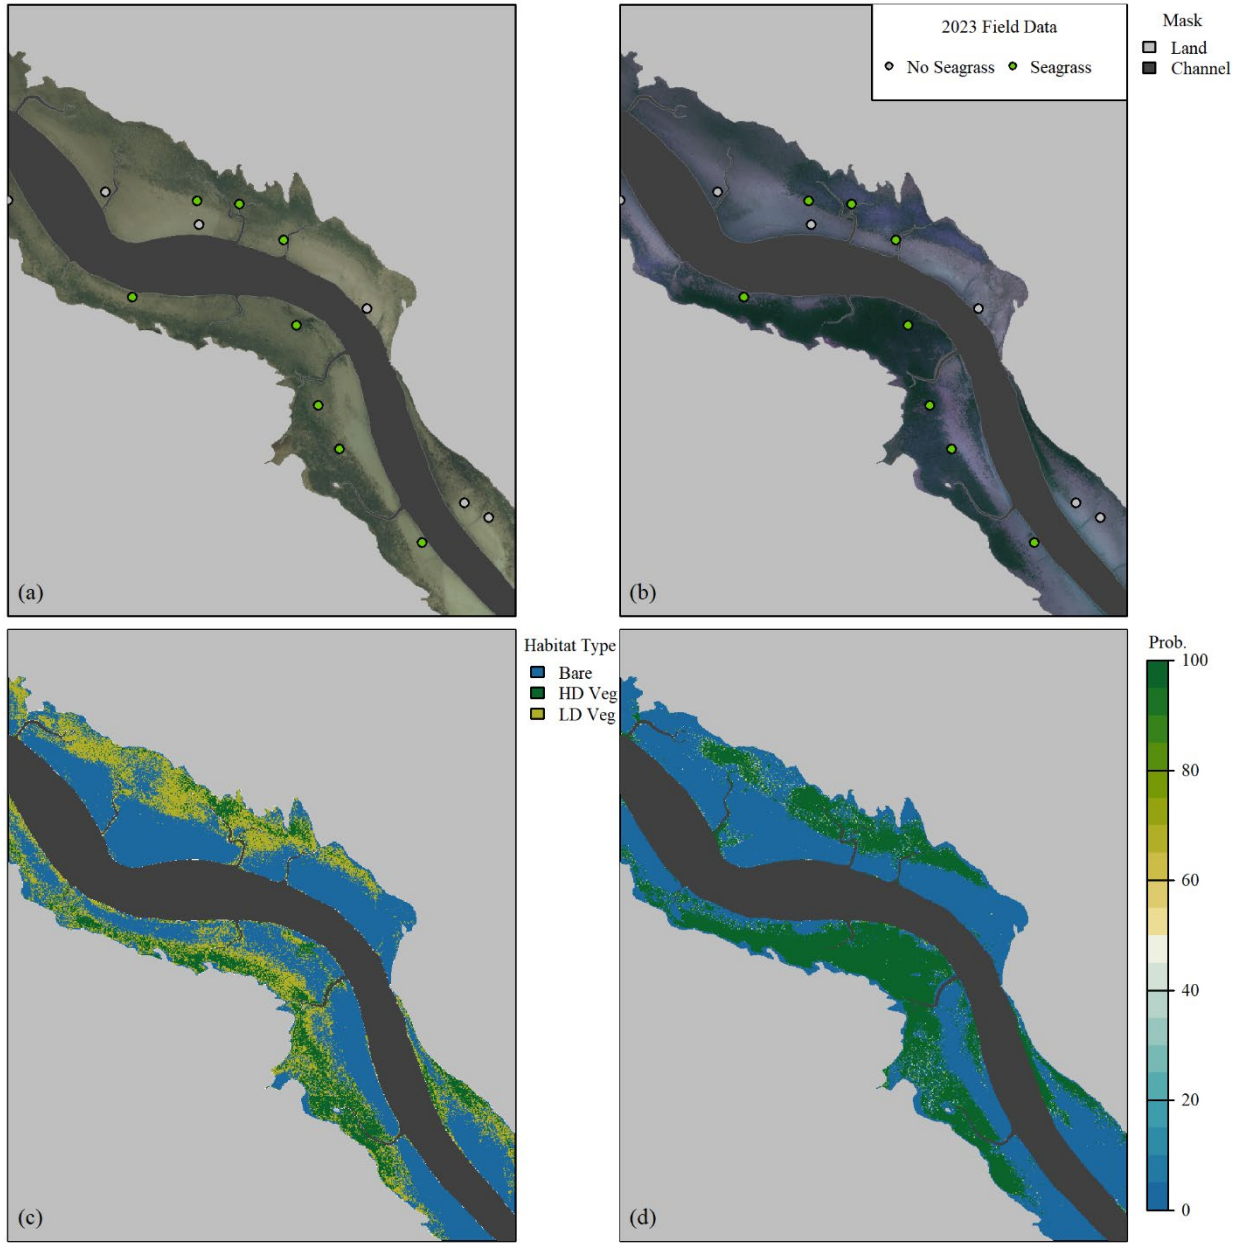 2023 Field Data
No Seagrass Seagrass
Mask
Land
Channel
(a)
(b)
Habitat Type
Bare
HD Veg
LD Veg
Prob.
100
80
60
40
20
0
(c)
(d)